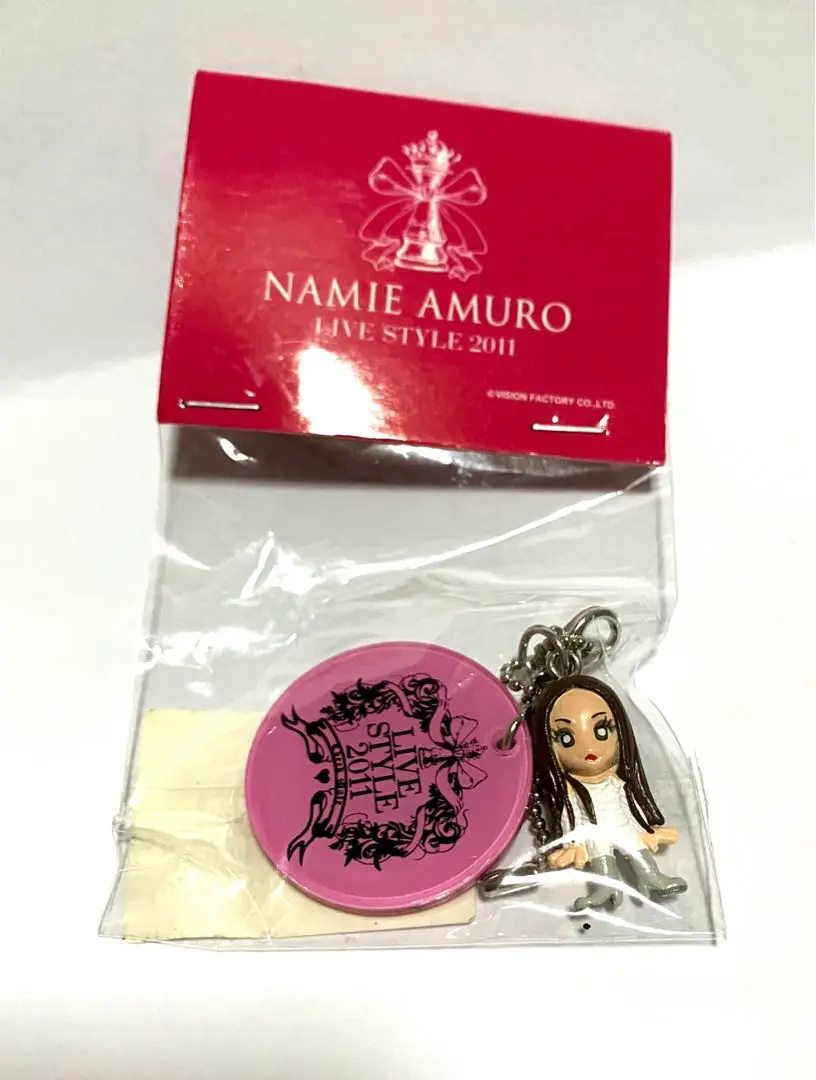 NAMIE AMURO
LIVE STYLE 2011
©VISION FACTORY CO.,LTD.
LIVE
STYLE
2011